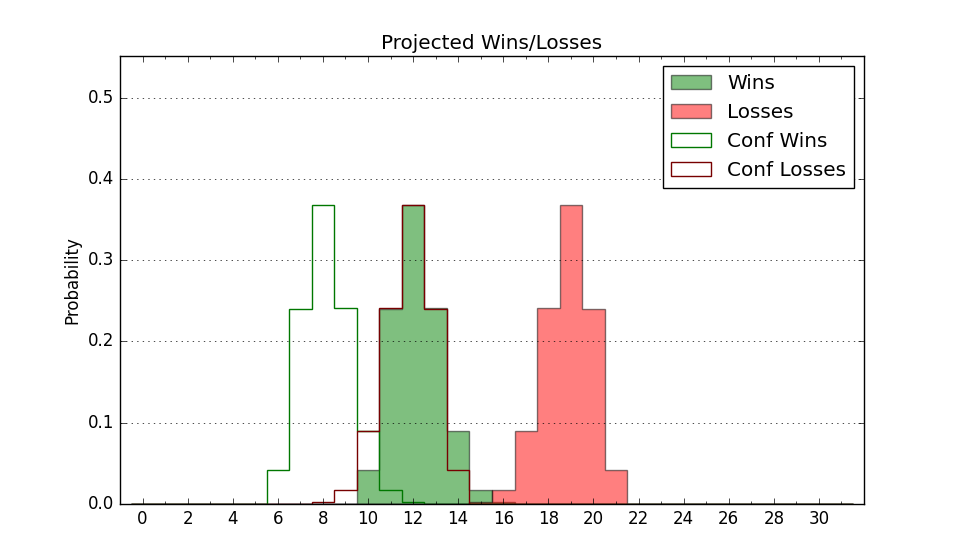 Projected Wins/Losses
Wins
Losses
Conf Wins
Conf Losses
Probability
0.5
0.4
0.3
0.2
0.1
0.0
0 2 4 6 8 10 12 14 16 18 20 22 24 26 28 30